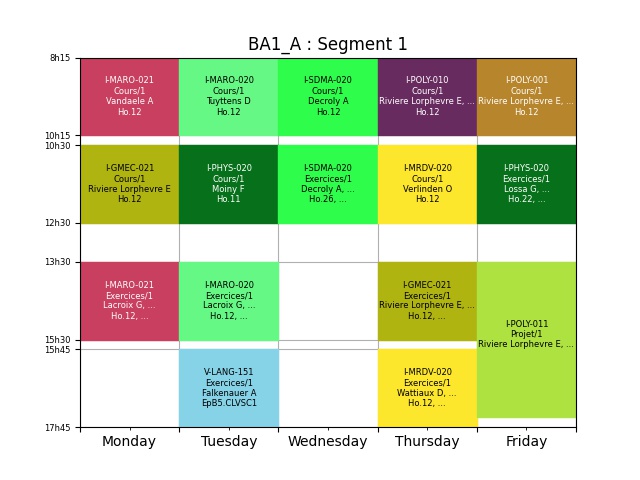 BA1_A : Segment 1
8h15
I-MARO-021
Cours/1
Vandaele A
Ho.12
I-MARO-020
Cours/1
Tuyttens D
Ho.12
I-SDMA-020
Cours/1
Decroly A
Ho.12
I-POLY-010
Cours/1
Riviere Lorphevre E, ...
Ho.12
I-POLY-001
Cours/1
Riviere Lorphevre E, ...
Ho.12
10h15
10h30
I-GMEC-021
Cours/1
Riviere Lorphevre E
Ho.12
I-PHYS-020
Cours/1
Moiny F
Ho.11
I-SDMA-020
Exercices/1
Decroly A, ...
Ho.26, ...
I-MRDV-020
Cours/1
Verlinden O
Ho.12
I-PHYS-020
Exercices/1
Lossa G, ...
Ho.22, ...
12h30
13h30
I-MARO-021
Exercices/1
Lacroix G, ...
Ho.12, ...
I-MARO-020
Exercices/1
Lacroix G, ...
Ho.12, ...
I-GMEC-021
Exercices/1
Riviere Lorphevre E, ...
Ho.12, ...
I-POLY-011
Projet/1
Riviere Lorphevre E, ...
15h30
15h45
V-LANG-151
Exercices/1
Falkenauer A
EpB5.CLVSC1
I-MRDV-020
Exercices/1
Wattiaux D, ...
Ho.12, ...
17h45
Monday
Tuesday
Wednesday
Thursday
Friday